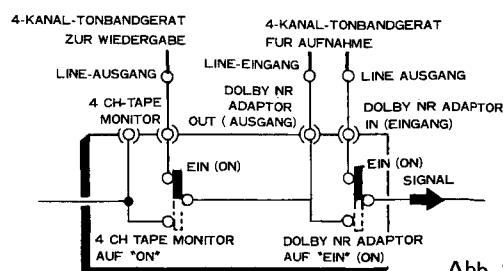 4-KANAL-TONBANDGERAT
ZUR WIEDERGABE
4-KANAL-TONBANDGERAT
FUR AUFNAHME
LINE-AUSGANG
LINE-EINGANG
LINE AUSGANG
4 CH-TAPE
MONITOR
DOLBY NR
ADAPTOR
OUT (AUSGANG)
DOLBY NR ADAPTOR
IN (EINGANG)
EIN (ON)
EIN (ON)
SIGNAL
4 CH TAPE MONITOR
AUF "ON"
DOLBY NR ADAPTOR
AUF "EIN" (ON)
Abb.